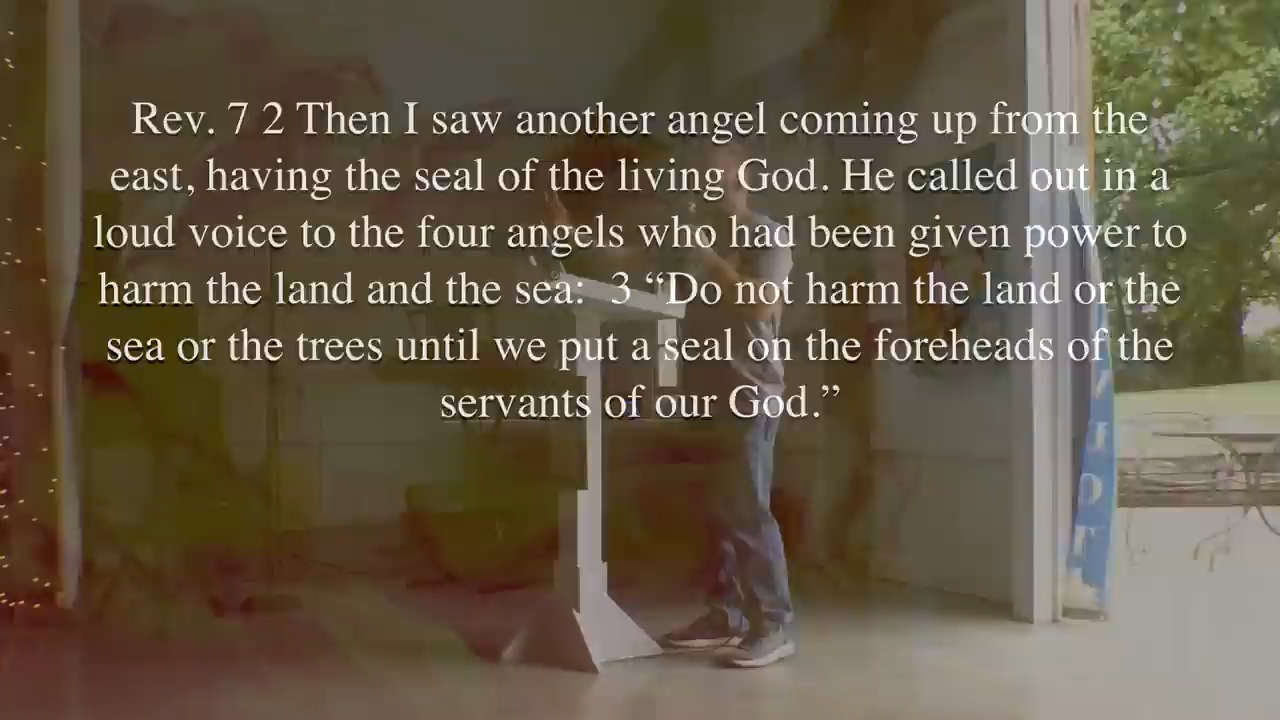 Rev. 7 2 Then I saw another angel coming up from the
east, having the seal of the living God. He called out in a
loud voice to the four angels who had been given power to
harm the land and the sea:  3 “Do not harm the land or the
sea or the trees until we put a seal on the foreheads of the
servants of our God.”